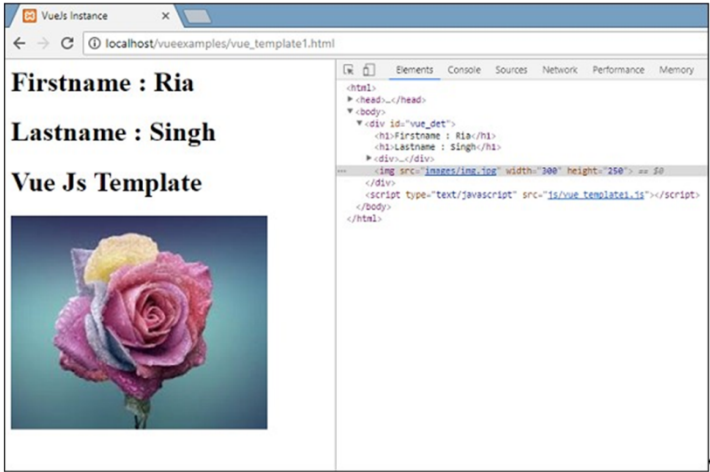 VueJs Instance
localhost/vueexamples/vue_template1.html
Firstname : Ria
Lastname : Singh
Vue Js Template
Elements Console Sources Network Performance Memory
<html>
<head>…</head>
<body>
<div id="vue_det">
<h1>Firstname : Ria</h1>
<h1>Lastname : Singh</h1>
<div>…</div>
<img src="images/img.jpg" width="300" height="250"> == $0
</div>
<script type="text/javascript" src="js/vue_template1.js"></script>
</body>
</html>